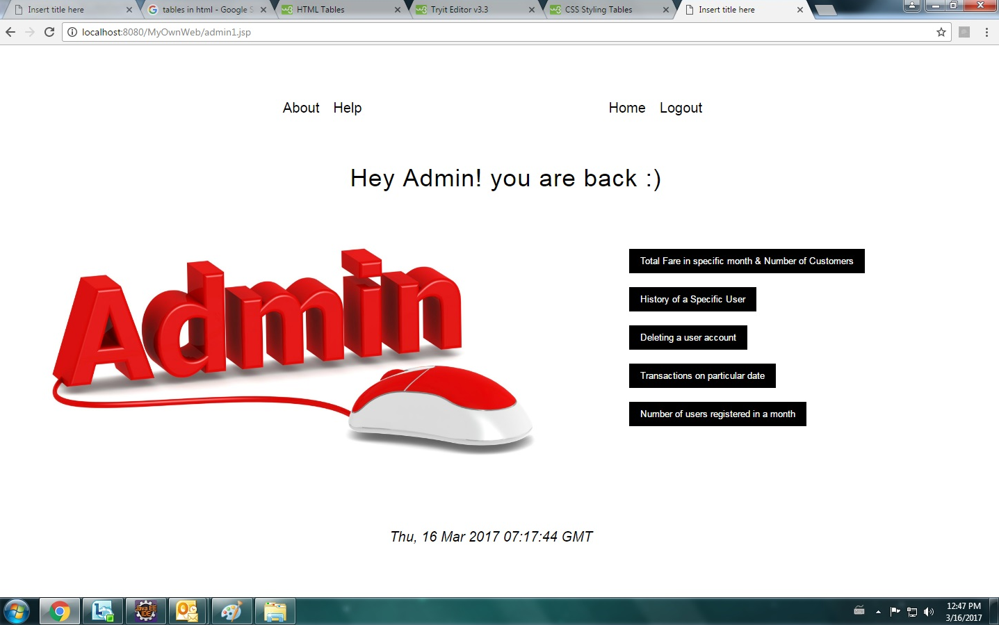 Insert title here
tables in html - Google S
HTML Tables
Tryit Editor v3.3
CSS Styling Tables
Insert title here
localhost:8080/MyOwnWeb/admin1.jsp
About Help Home Logout
Hey Admin! you are back :)
Admin
Total Fare in specific month & Number of Customers
History of a Specific User
Deleting a user account
Transactions on particular date
Number of users registered in a month
Thu, 16 Mar 2017 07:17:44 GMT
Java EE
IDE
12:47 PM
3/16/2017